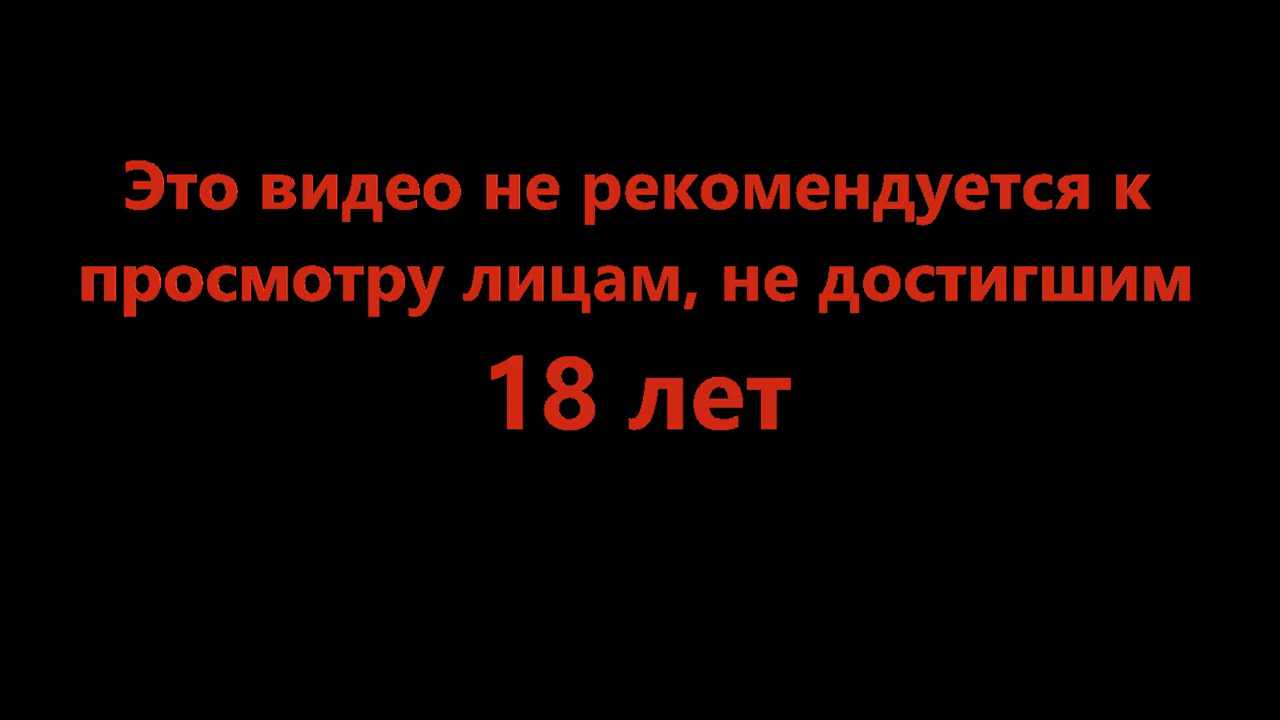 Это видео не рекомендуется к
просмотру лицам, не достигшим
18 лет